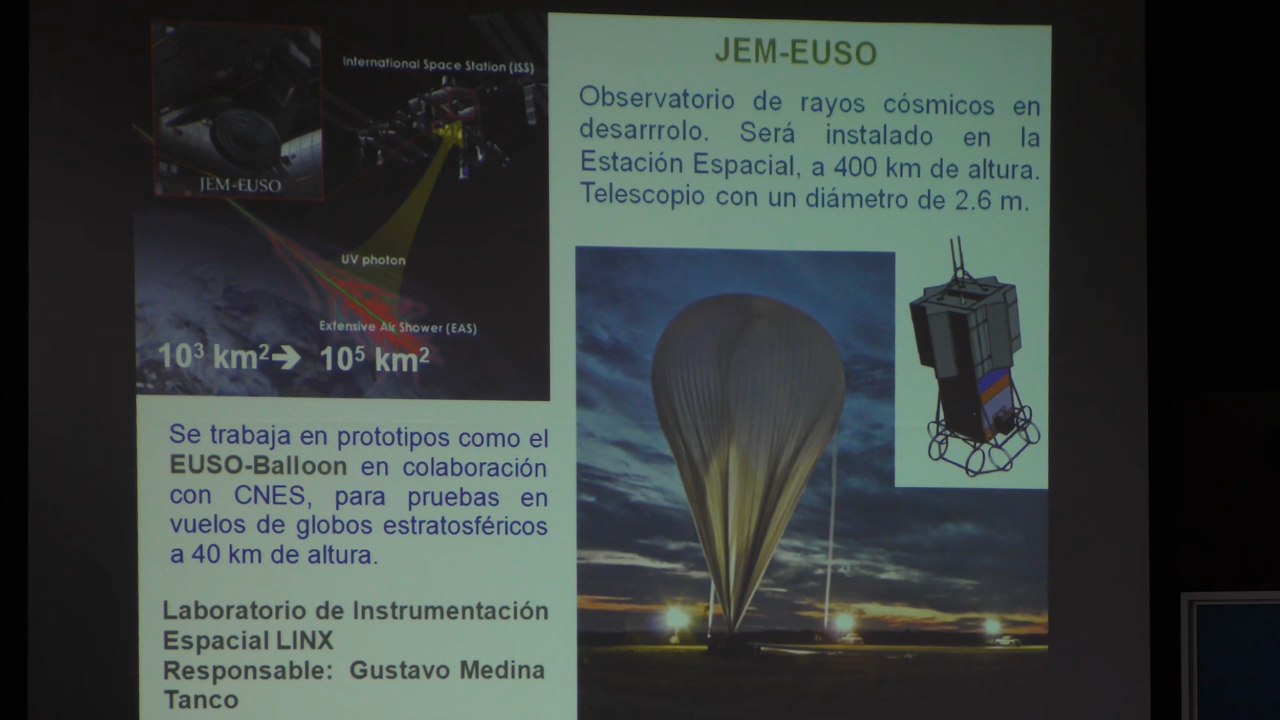 International Space Station (ISS)
JEM-EUSO
UV photon
Extensive Air Shower (EAS)
10³ km²➔ 10⁵ km²
JEM-EUSO
Observatorio de rayos cósmicos en
desarrrolo. Será instalado en la
Estación Espacial, a 400 km de altura.
Telescopio con un diámetro de 2.6 m.
Se trabaja en prototipos como el
EUSO-Balloon en colaboración
con CNES, para pruebas en
vuelos de globos estratosféricos
a 40 km de altura.
Laboratorio de Instrumentación
Espacial LINX
Responsable: Gustavo Medina
Tanco